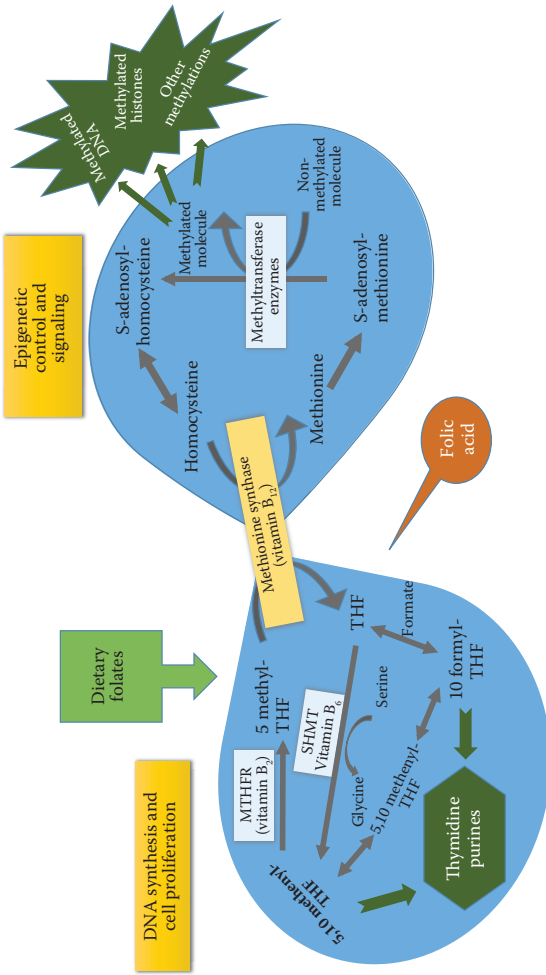 DNA synthesis and
cell proliferation
Dietary
folates
Epigenetic
control and
signaling
MTHFR
(vitamin B2)
5 methyl-
THF
5,10 methenyl-
THF
SHMT
Vitamin B6
THF
Glycine
Serine
Formate
5,10 methenyl-
THF
10 formyl-
THF
Thymidine
purines
Methionine synthase
(vitamin B12)
Folic
acid
Homocysteine
Methionine
S-adenosyl-
homocysteine
S-adenosyl-
methionine
Methyltransferase
enzymes
Methylated
molecule
Non-
methylated
molecule
Methylated
DNA
Methylated
histones
Other
methylations